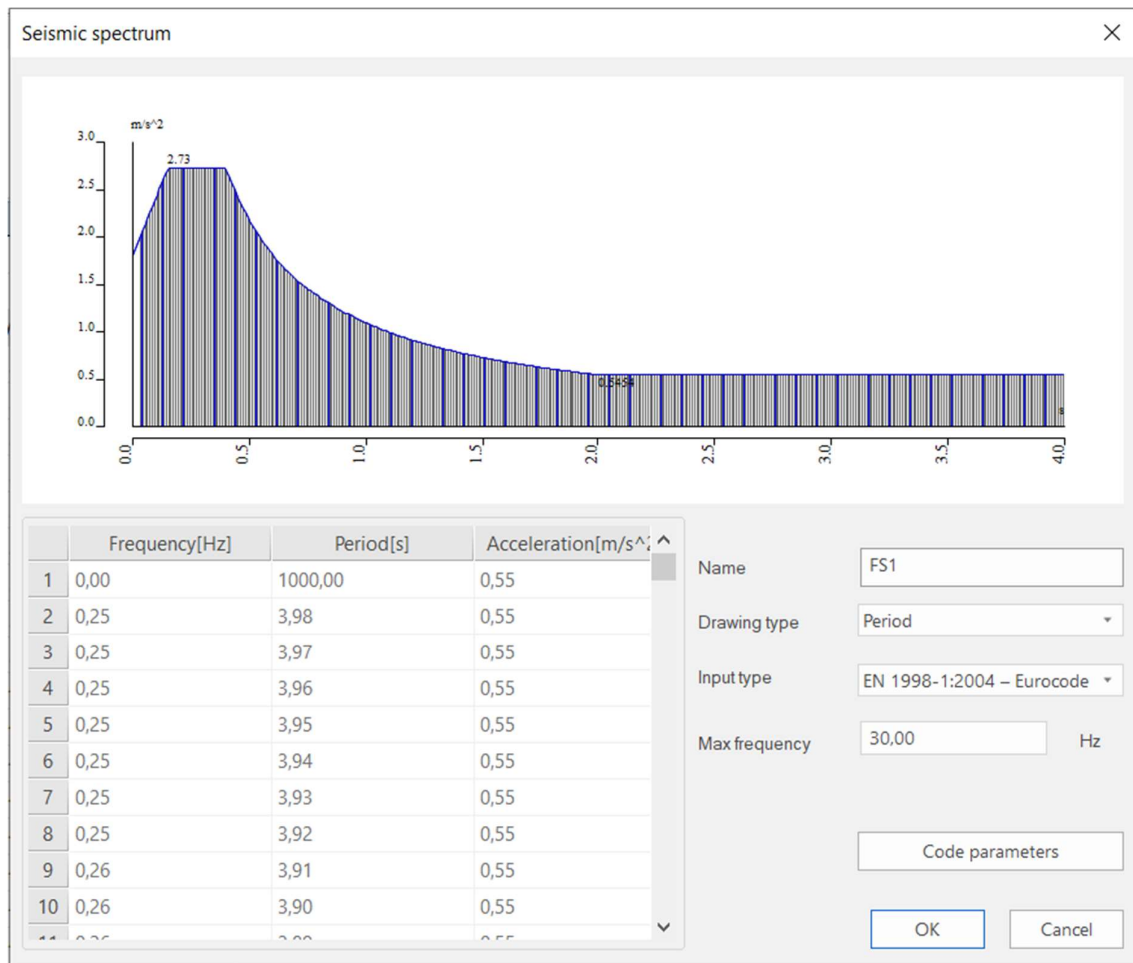 Seismic spectrum
m/s^2
3.0
2.73
2.5
2.0
1.5
1.0
0.5
0.5454
s
0.0
0.0 0.5 1.0 1.5 2.0 2.5 3.0 3.5 4.0
Frequency[Hz] Period[s] Acceleration[m/s^2
1 0,00 1000,00 0,55
2 0,25 3,98 0,55
3 0,25 3,97 0,55
4 0,25 3,96 0,55
5 0,25 3,95 0,55
6 0,25 3,94 0,55
7 0,25 3,93 0,55
8 0,25 3,92 0,55
9 0,26 3,91 0,55
10 0,26 3,90 0,55
Name FS1
Drawing type Period
Input type EN 1998-1:2004 – Eurocode
Max frequency 30,00 Hz
Code parameters
OK Cancel